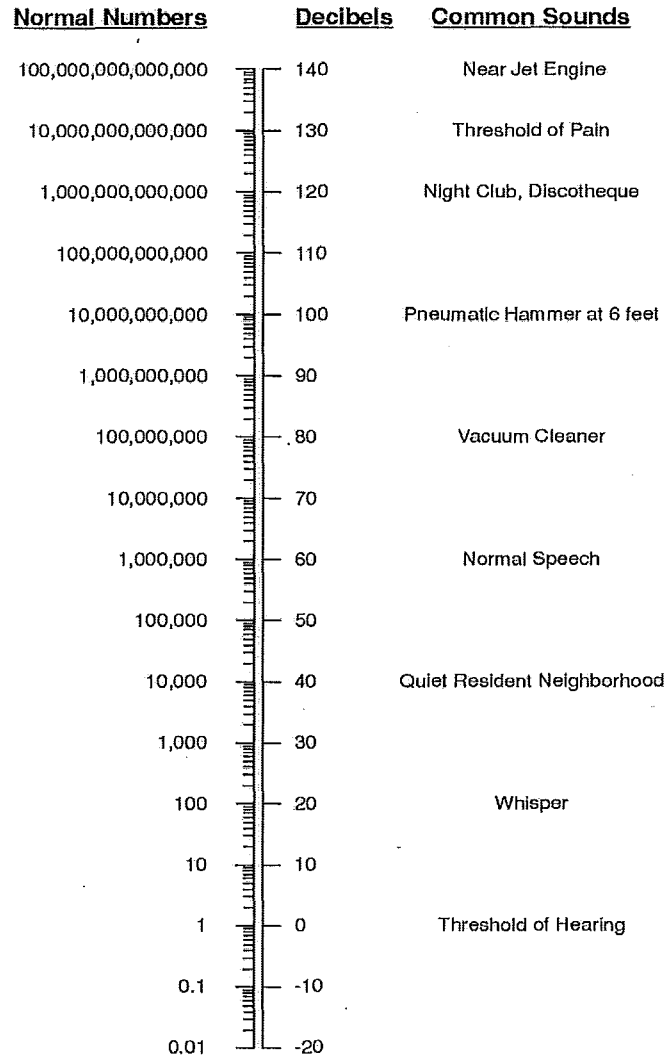 Normal Numbers Decibels Common Sounds
100,000,000,000,000 140 Near Jet Engine
10,000,000,000,000 130 Threshold of Pain
1,000,000,000,000 120 Night Club, Discotheque
100,000,000,000 110
10,000,000,000 100 Pneumatic Hammer at 6 feet
1,000,000,000 90
100,000,000 80 Vacuum Cleaner
10,000,000 70
1,000,000 60 Normal Speech
100,000 50
10,000 40 Quiet Resident Neighborhood
1,000 30
100 20 Whisper
10 10
1 0 Threshold of Hearing
0.1 -10
0.01 -20